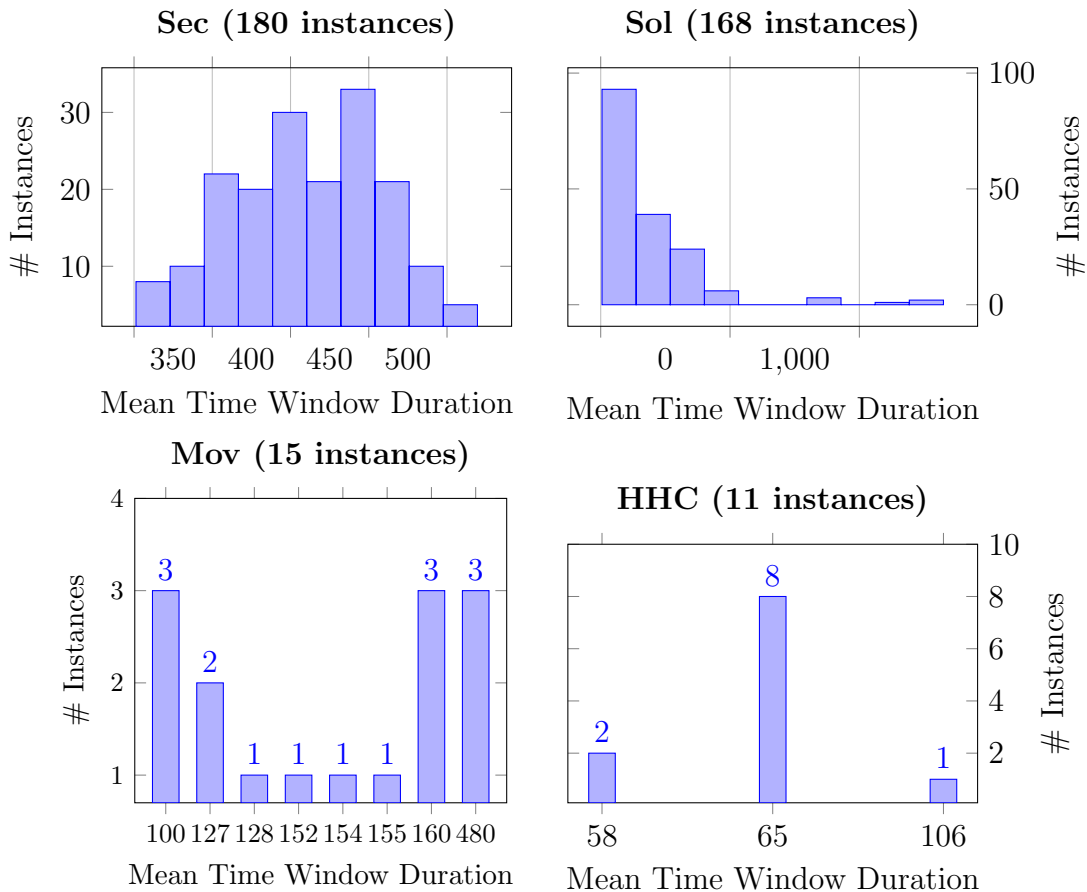 Sec (180 instances)
# Instances
30
20
10
350 400 450 500
Mean Time Window Duration
Sol (168 instances)
100
50
0
# Instances
0 1,000
Mean Time Window Duration
Mov (15 instances)
# Instances
4
3
2
1
3 2 1 1 1 1 3 3
100 127 128 152 154 155 160 480
Mean Time Window Duration
HHC (11 instances)
10
8
6
4
2
# Instances
2 8 1
58 65 106
Mean Time Window Duration